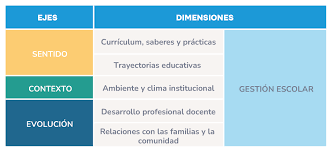 EJES DIMENSIONES
Currículum, saberes y prácticas
SENTIDO
Trayectorias educativas
CONTEXTO Ambiente y clima institucional GESTIÓN ESCOLAR
Desarrollo profesional docente
EVOLUCIÓN
Relaciones con las familias y la
comunidad